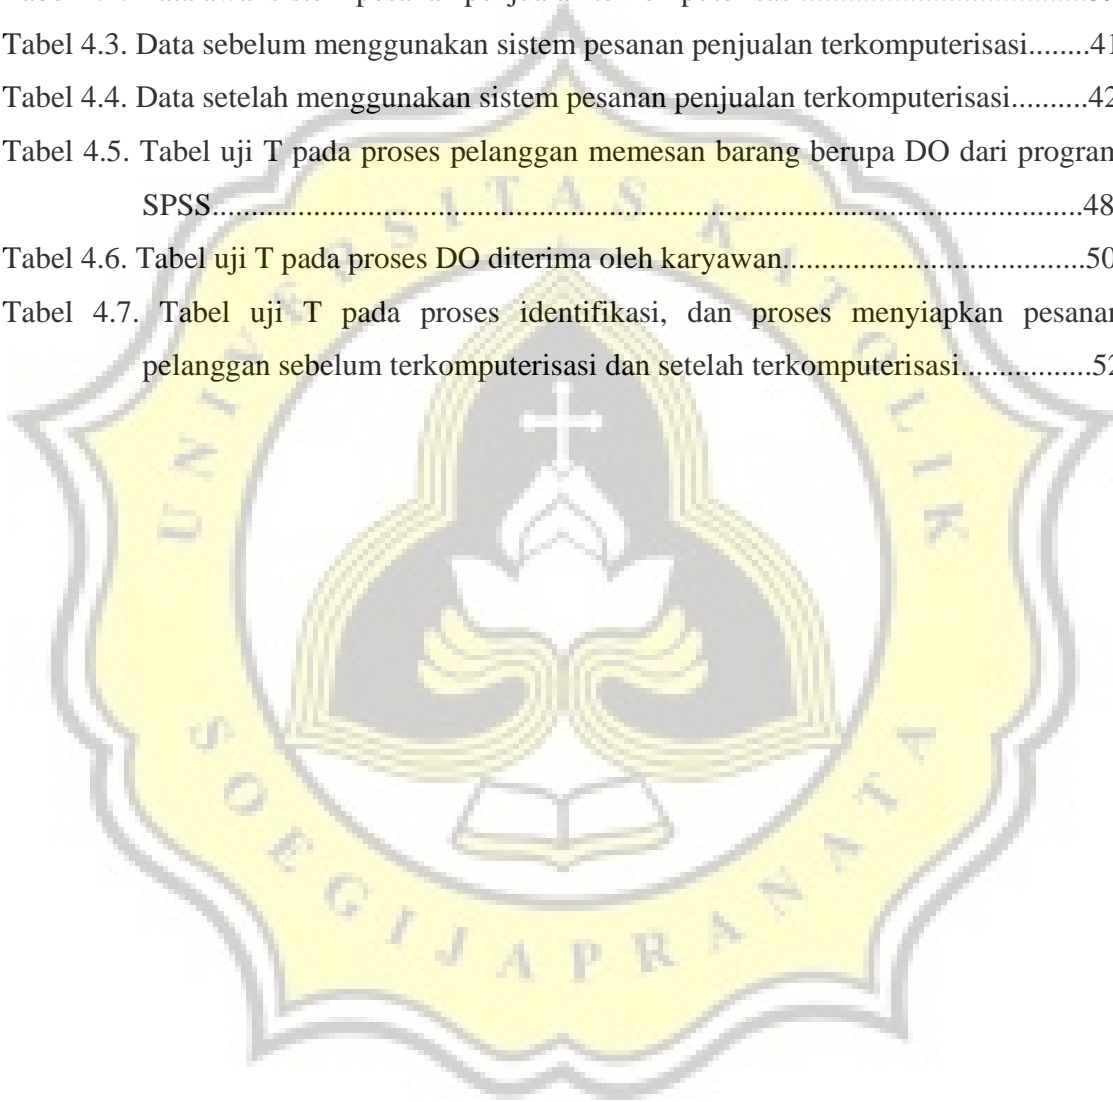 Tabel 4.3. Data sebelum menggunakan sistem pesanan penjualan terkomputerisasi........41
Tabel 4.4. Data setelah menggunakan sistem pesanan penjualan terkomputerisasi..........42
Tabel 4.5. Tabel uji T pada proses pelanggan memesan barang berupa DO dari program
SPSS.........................................................................................................48
Tabel 4.6. Tabel uji T pada proses DO diterima oleh karyawan.....................................50
Tabel 4.7. Tabel uji T pada proses identifikasi, dan proses menyiapkan pesanan
pelanggan sebelum terkomputerisasi dan setelah terkomputerisasi................52
UNIVERSITAS KATOLIK
SOEGIJAPRANATA